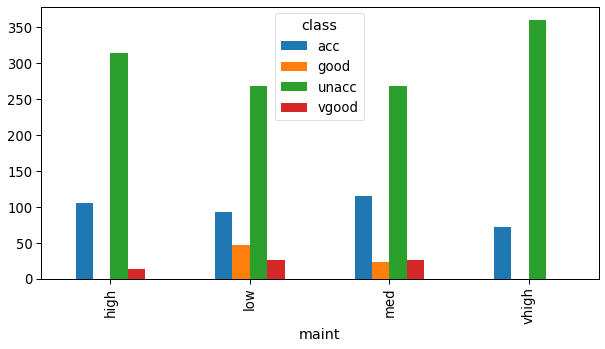 350
300
250
200
150
100
50
0
class
acc
good
unacc
vgood
high
low
med
vhigh
maint